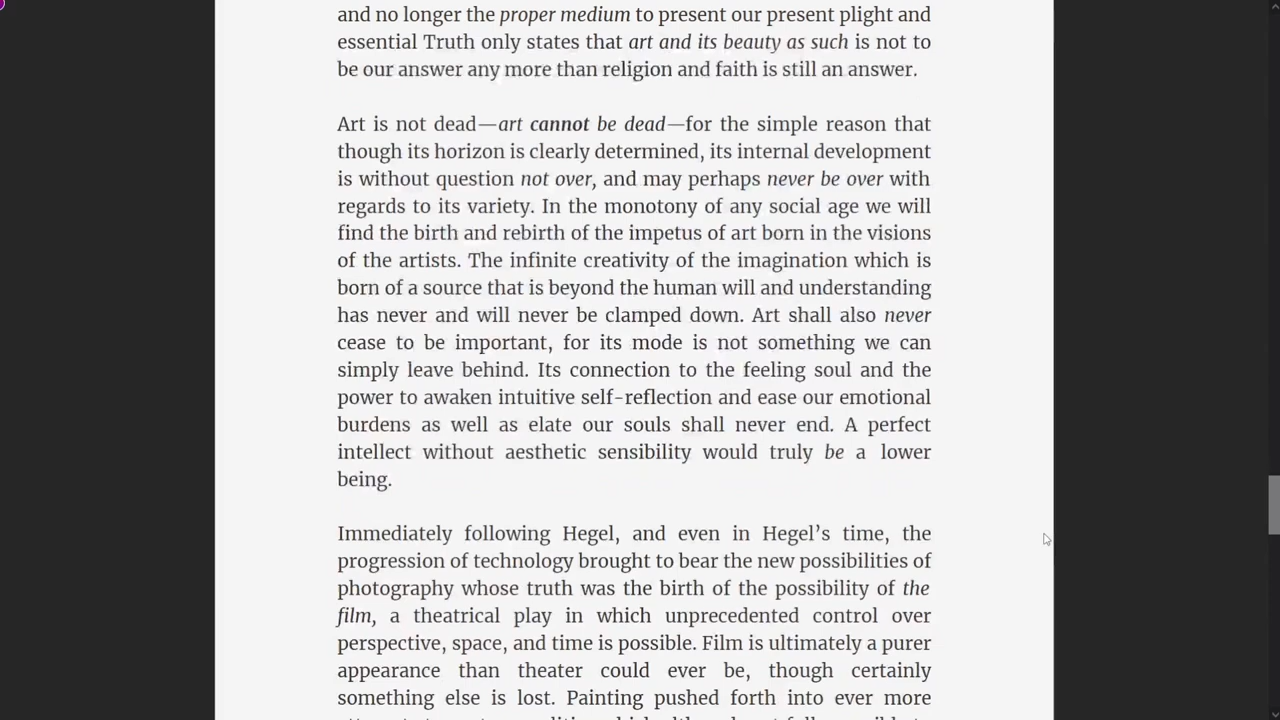 and no longer the proper medium to present our present plight and
essential Truth only states that art and its beauty as such is not to
be our answer any more than religion and faith is still an answer.
Art is not dead—art cannot be dead—for the simple reason that
though its horizon is clearly determined, its internal development
is without question not over, and may perhaps never be over with
regards to its variety. In the monotony of any social age we will
find the birth and rebirth of the impetus of art born in the visions
of the artists. The infinite creativity of the imagination which is
born of a source that is beyond the human will and understanding
has never and will never be clamped down. Art shall also never
cease to be important, for its mode is not something we can
simply leave behind. Its connection to the feeling soul and the
power to awaken intuitive self-reflection and ease our emotional
burdens as well as elate our souls shall never end. A perfect
intellect without aesthetic sensibility would truly be a lower
being.
Immediately following Hegel, and even in Hegel’s time, the
progression of technology brought to bear the new possibilities of
photography whose truth was the birth of the possibility of the
film, a theatrical play in which unprecedented control over
perspective, space, and time is possible. Film is ultimately a purer
appearance than theater could ever be, though certainly
something else is lost. Painting pushed forth into ever more